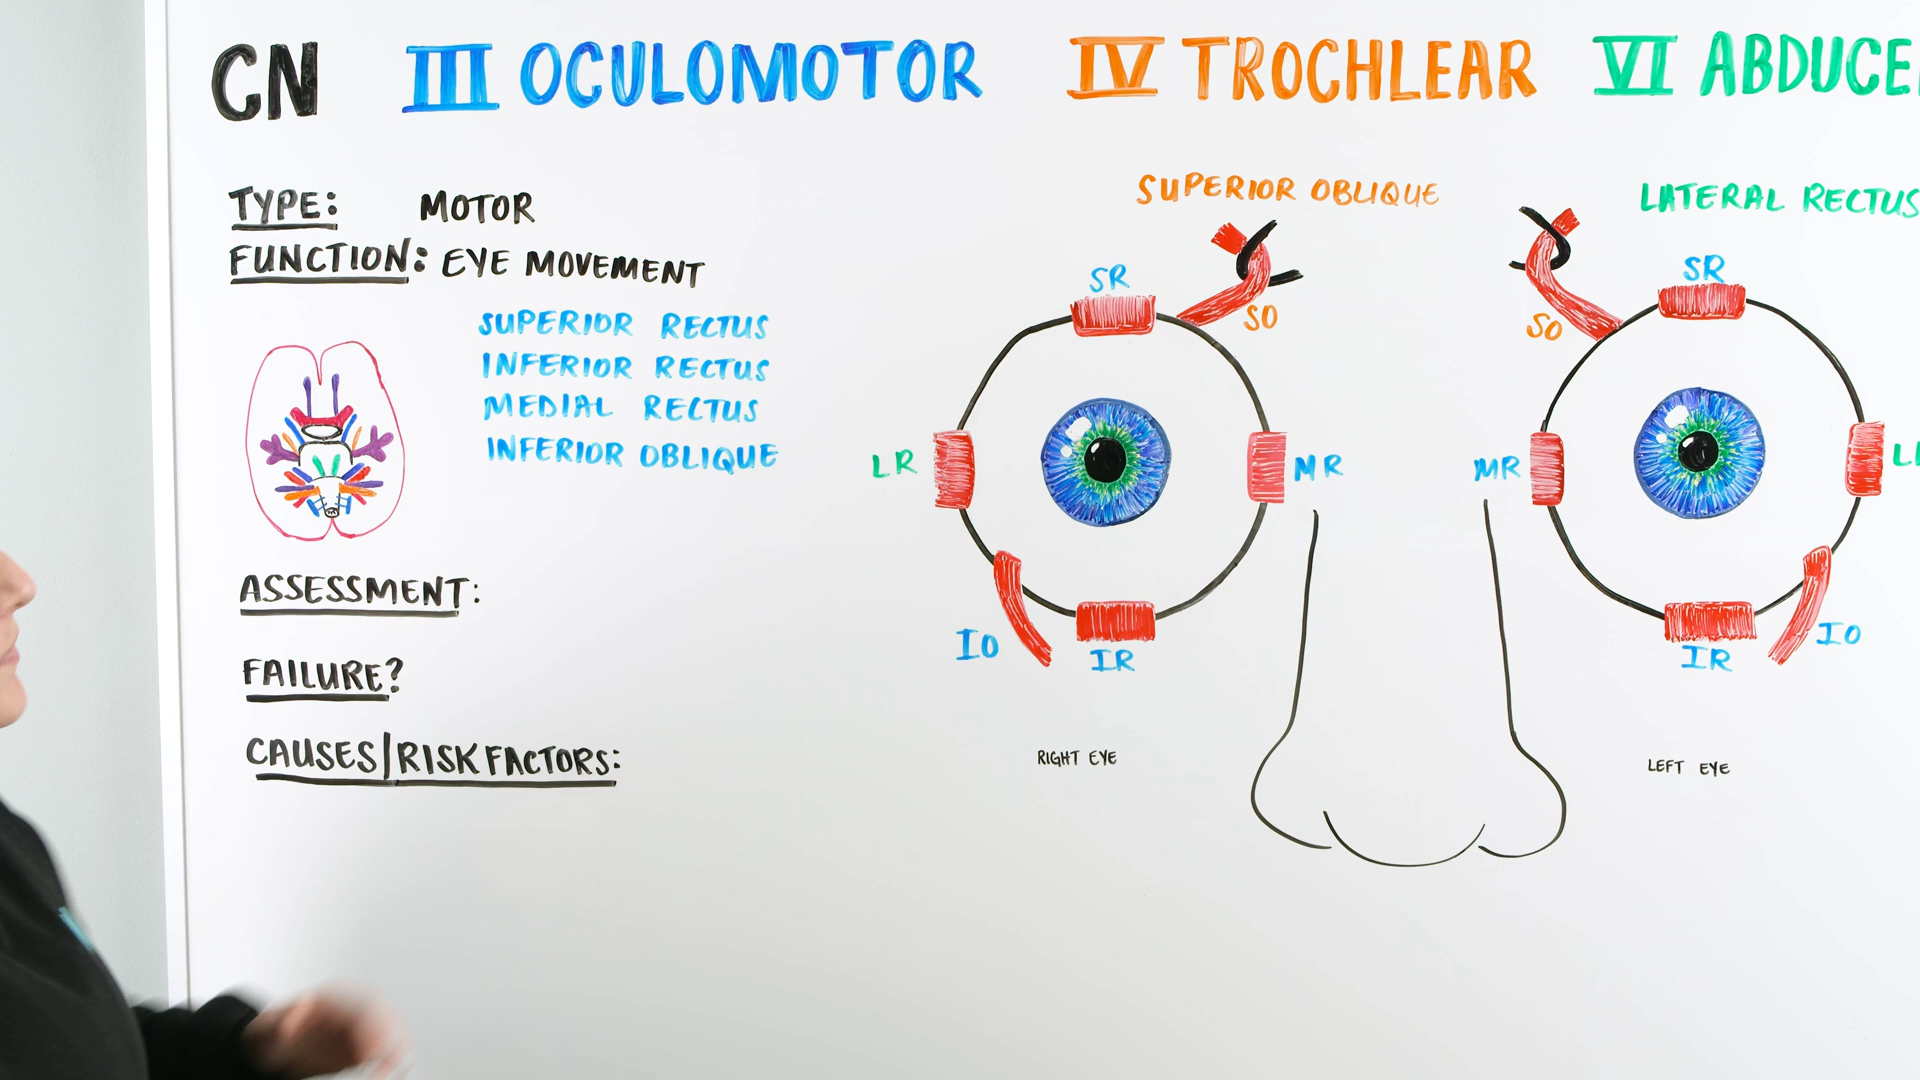 CN III OCULOMOTOR IV TROCHLEAR VI ABDUCE
TYPE: MOTOR
FUNCTION: EYE MOVEMENT
SUPERIOR RECTUS
INFERIOR RECTUS
MEDIAL RECTUS
INFERIOR OBLIQUE
ASSESSMENT:
FAILURE?
CAUSES/RISK FACTORS:
SUPERIOR OBLIQUE
LATERAL RECTUS
SR
SO
LR
MR
IO
IR
RIGHT EYE
SR
SO
MR
IO
IR
LEFT EYE